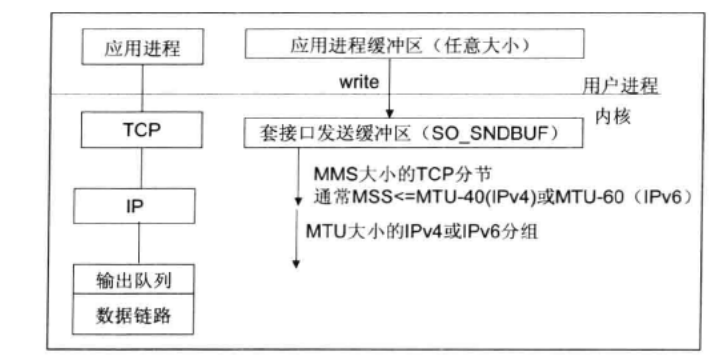 应用进程
应用进程缓冲区（任意大小）
write
用户进程
内核
TCP
套接口发送缓冲区（SO_SNDBUF）
MMS大小的TCP分节
通常MSS<=MTU-40(IPv4)或MTU-60（IPv6）
IP
MTU大小的IPv4或IPv6分组
输出队列
数据链路